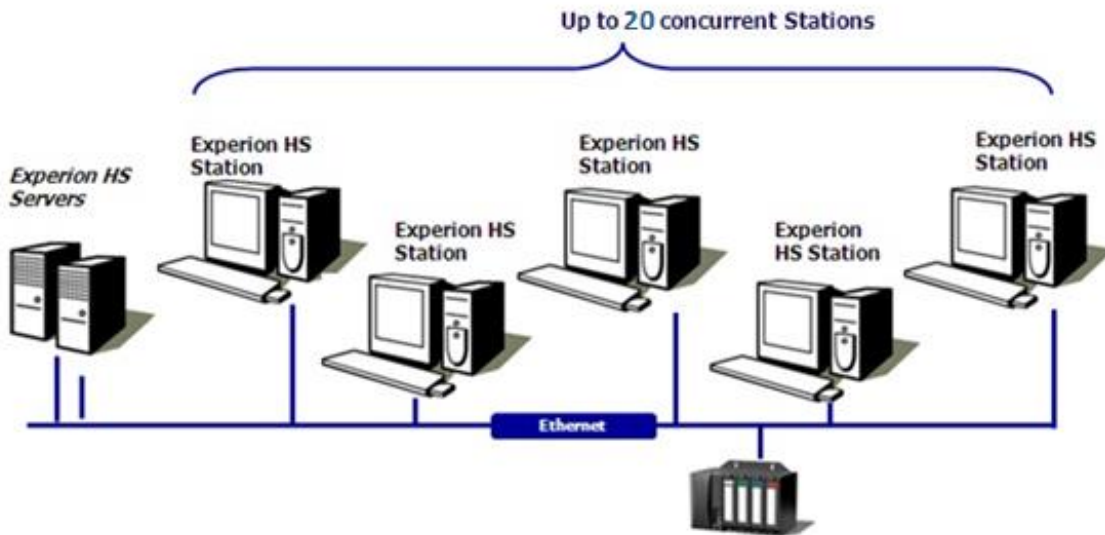 Up to 20 concurrent Stations
Experion HS
Servers
Experion HS
Station
Experion HS
Station
Experion HS
Station
Experion
HS Station
Experion HS
Station
Ethernet